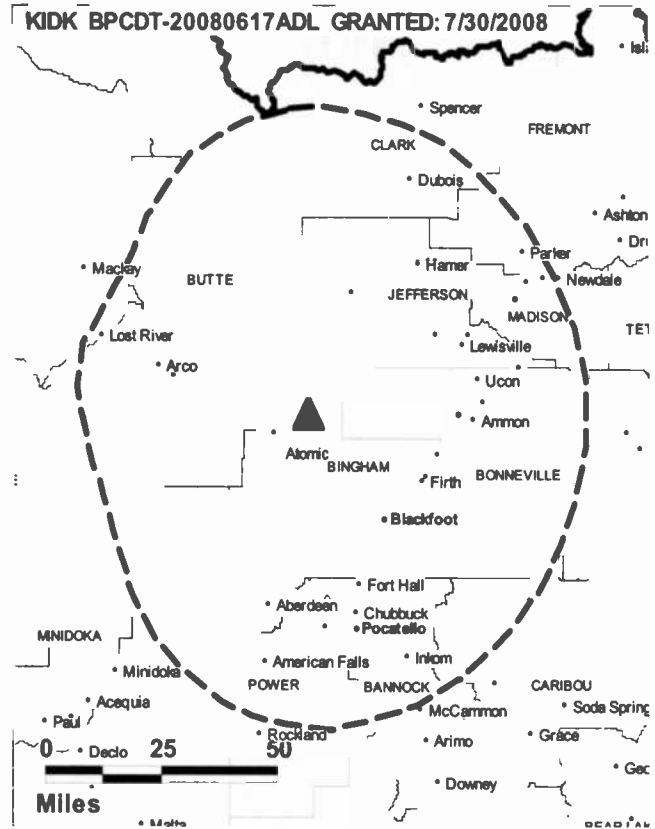 KIDK BPCDT-20080617ADL GRANTED: 7/30/2008
Spencer
FREMONT
CLARK
Dubois
Ashton
Parker
Mackay
Hamer
BUTTE
Newdale
JEFFERSON
MADISON
Lost River
Lewisville
Arco
Ucon
Ammon
Atomic
BINGHAM
Firth
BONNEVILLE
Blackfoot
Fort Hall
Aberdeen
Chubbuck
Pocatello
MINIDOKA
Minidoka
American Falls
Inkom
POWER
BANNOCK
CARIBOU
Acequia
McCammon
Soda Spring
Paul
Rockland
Arimo
Grace
Declo
0 25 50
Downey
Miles
Malta